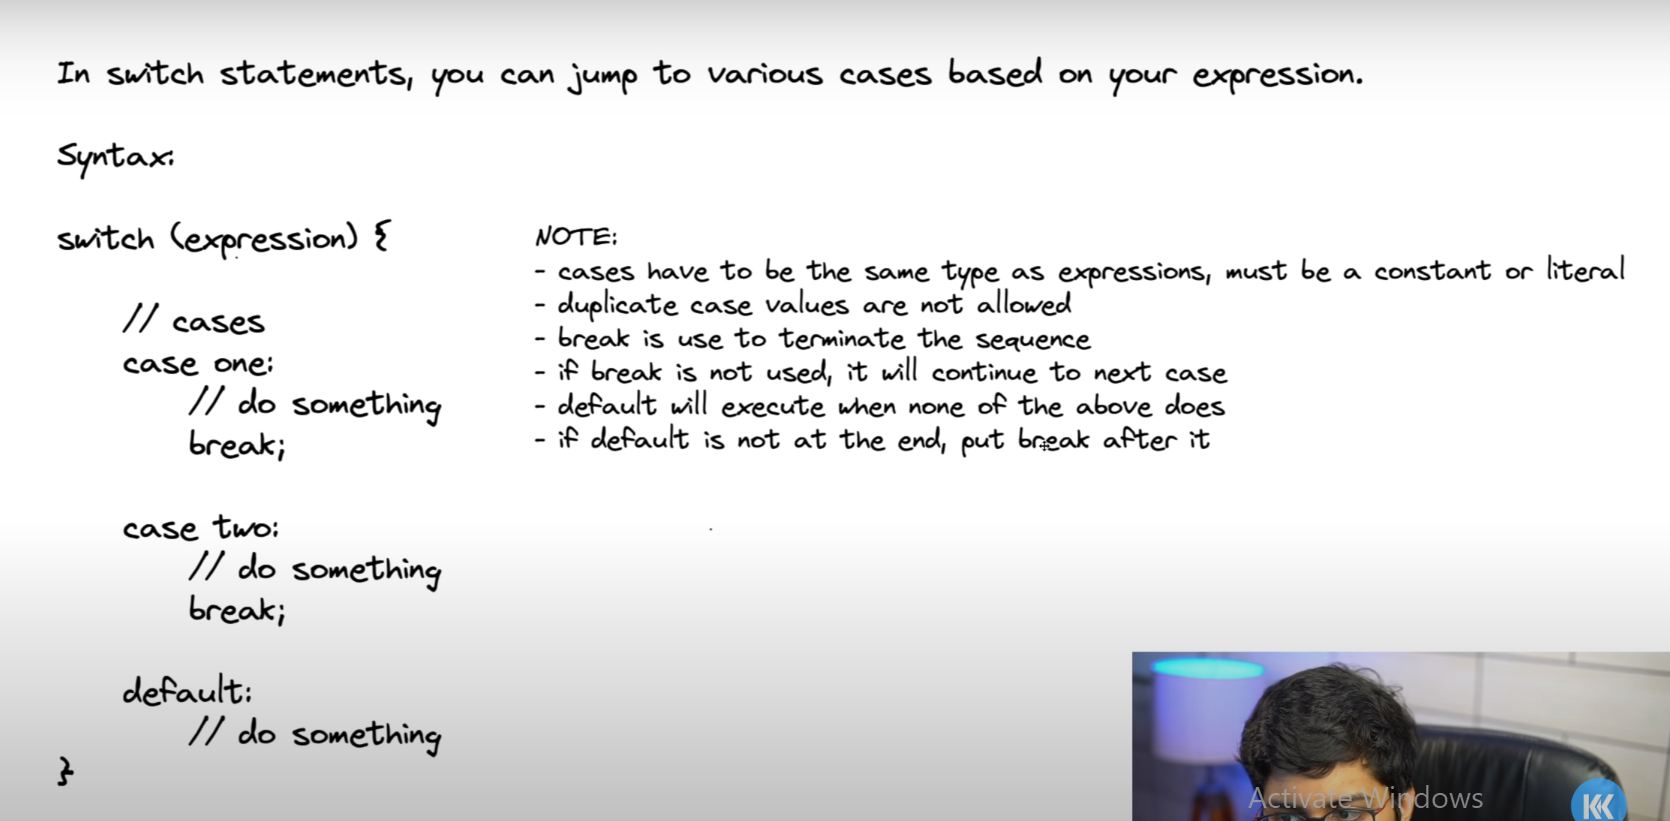 In switch statements, you can jump to various cases based on your expression.
Syntax:
switch (expression) {
// cases
case one:
// do something
break;
case two:
// do something
break;
default:
// do something
}
NOTE:
- cases have to be the same type as expressions, must be a constant or literal
- duplicate case values are not allowed
- break is use to terminate the sequence
- if break is not used, it will continue to next case
- default will execute when none of the above does
- if default is not at the end, put break after it
Activate Windows
KK